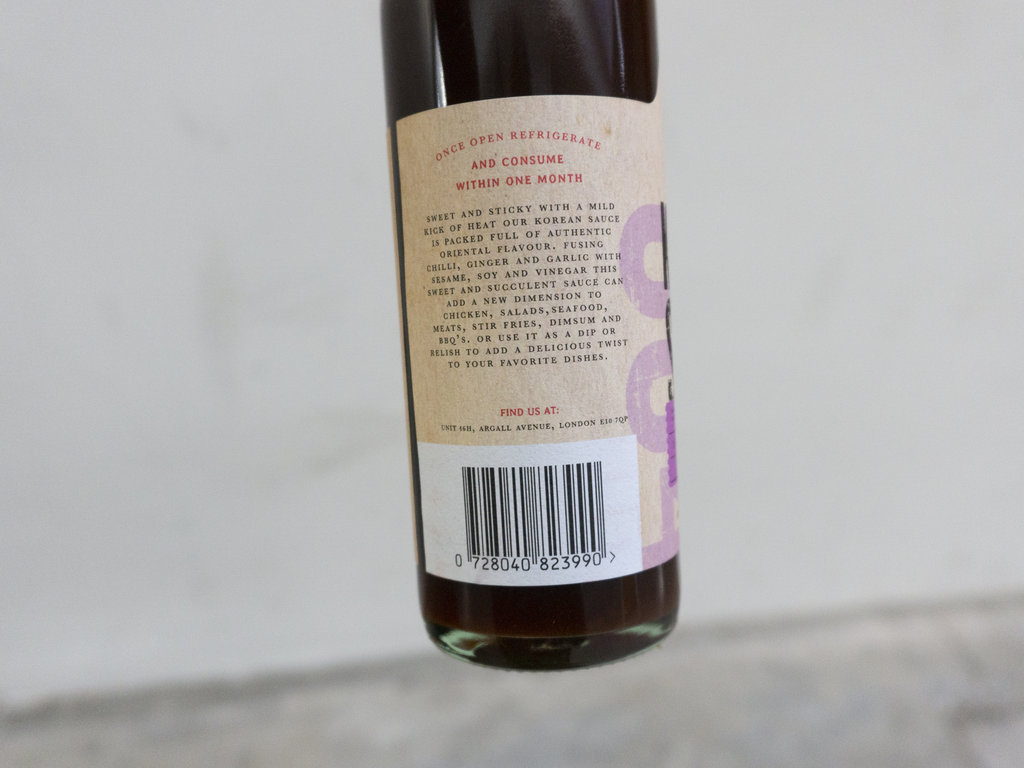 ONCE OPEN REFRIGERATE
AND CONSUME
WITHIN ONE MONTH
SWEET AND STICKY WITH A MILD
KICK OF HEAT OUR KOREAN SAUCE
IS PACKED FULL OF AUTHENTIC
ORIENTAL FLAVOUR. FUSING
CHILLI, GINGER AND GARLIC WITH
SESAME, SOY AND VINEGAR THIS
SWEET AND SUCCULENT SAUCE CAN
ADD A NEW DIMENSION TO
CHICKEN, SALADS,SEAFOOD,
MEATS, STIR FRIES, DIMSUM AND
BBQ'S. OR USE IT AS A DIP OR
RELISH TO ADD A DELICIOUS TWIST
TO YOUR FAVORITE DISHES.
FIND US AT:
UNIT 16H, ARGALL AVENUE, LONDON E10 7QP
0 728040 823990 >